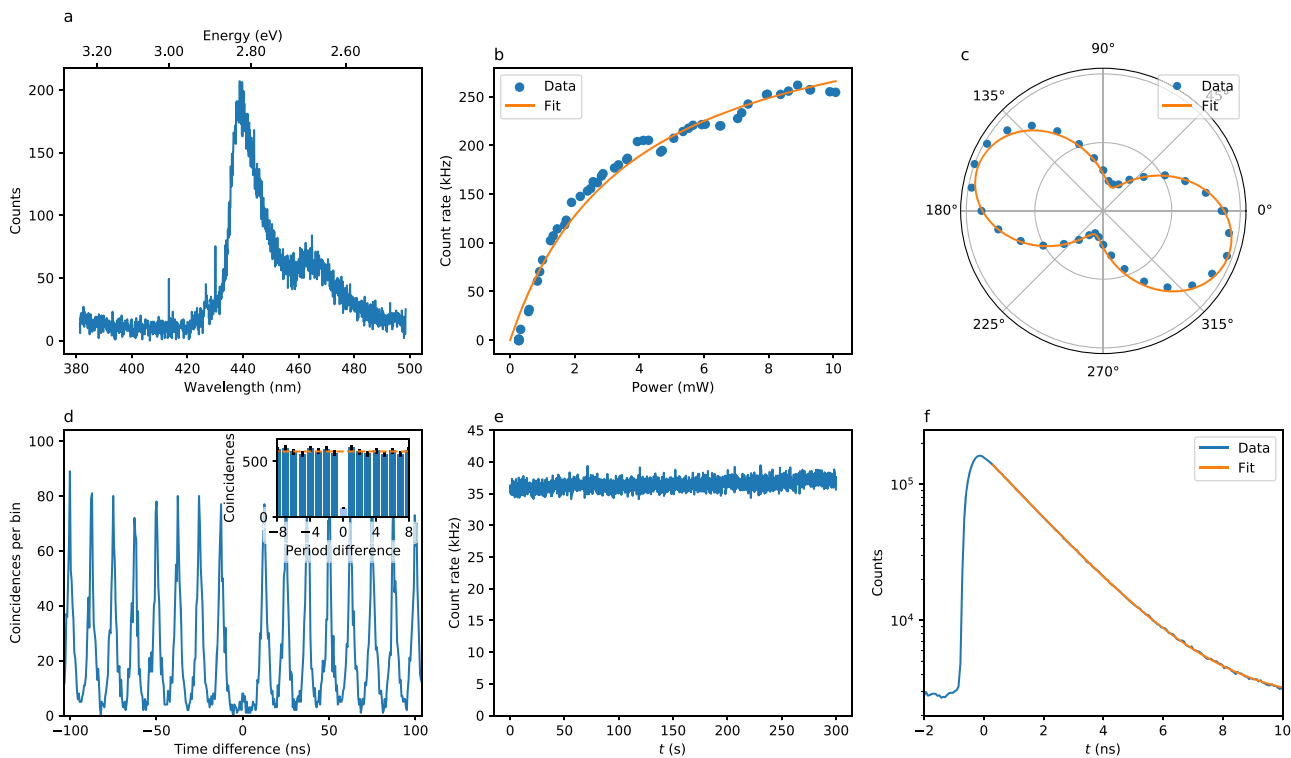 a
Energy (eV)
3.20 3.00 2.80 2.60
Counts
200
150
100
50
0
380 400 420 440 460 480 500
Wavelength (nm)
b
Data
Fit
Count rate (kHz)
250
200
150
100
50
0
0 2 4 6 8 10
Power (mW)
c
90°
135°
45°
Data
Fit
180°
0°
225°
315°
270°
d
Coincidences per bin
100
80
60
40
20
0
−100 −50 0 50 100
Time difference (ns)
Coincidences
500
0
−8 −4 0 4 8
Period difference
e
Count rate (kHz)
45
40
35
30
25
20
15
10
5
0
0 50 100 150 200 250 300
t (s)
f
Data
Fit
Counts
10⁵
10⁴
−2 0 2 4 6 8 10
t (ns)